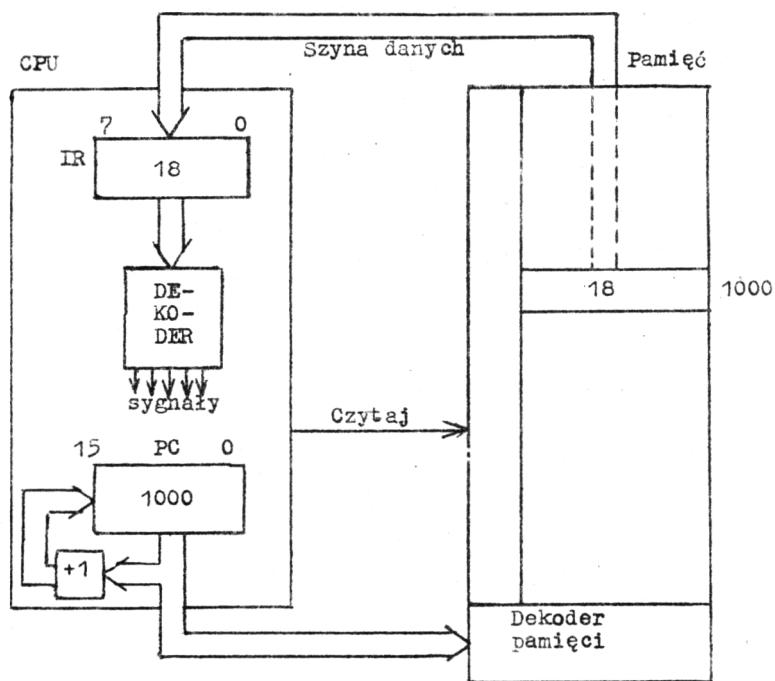 Szyna danych
CPU
Pamięć
7 0
IR
18
DE-
KO-
DER
18
1000
sygnały
Czytaj
15 PC 0
1000
+1
Dekoder
pamięci